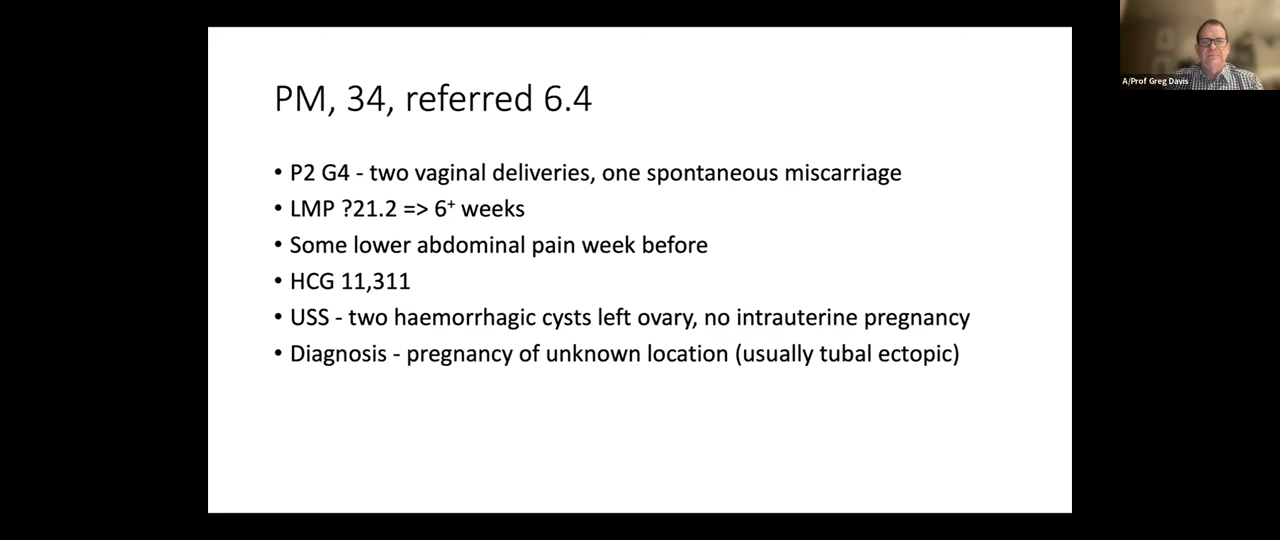 PM, 34, referred 6.4
• P2 G4 - two vaginal deliveries, one spontaneous miscarriage
• LMP ?21.2 => 6⁺ weeks
• Some lower abdominal pain week before
• HCG 11,311
• USS - two haemorrhagic cysts left ovary, no intrauterine pregnancy
• Diagnosis - pregnancy of unknown location (usually tubal ectopic)
A/Prof Greg Davis